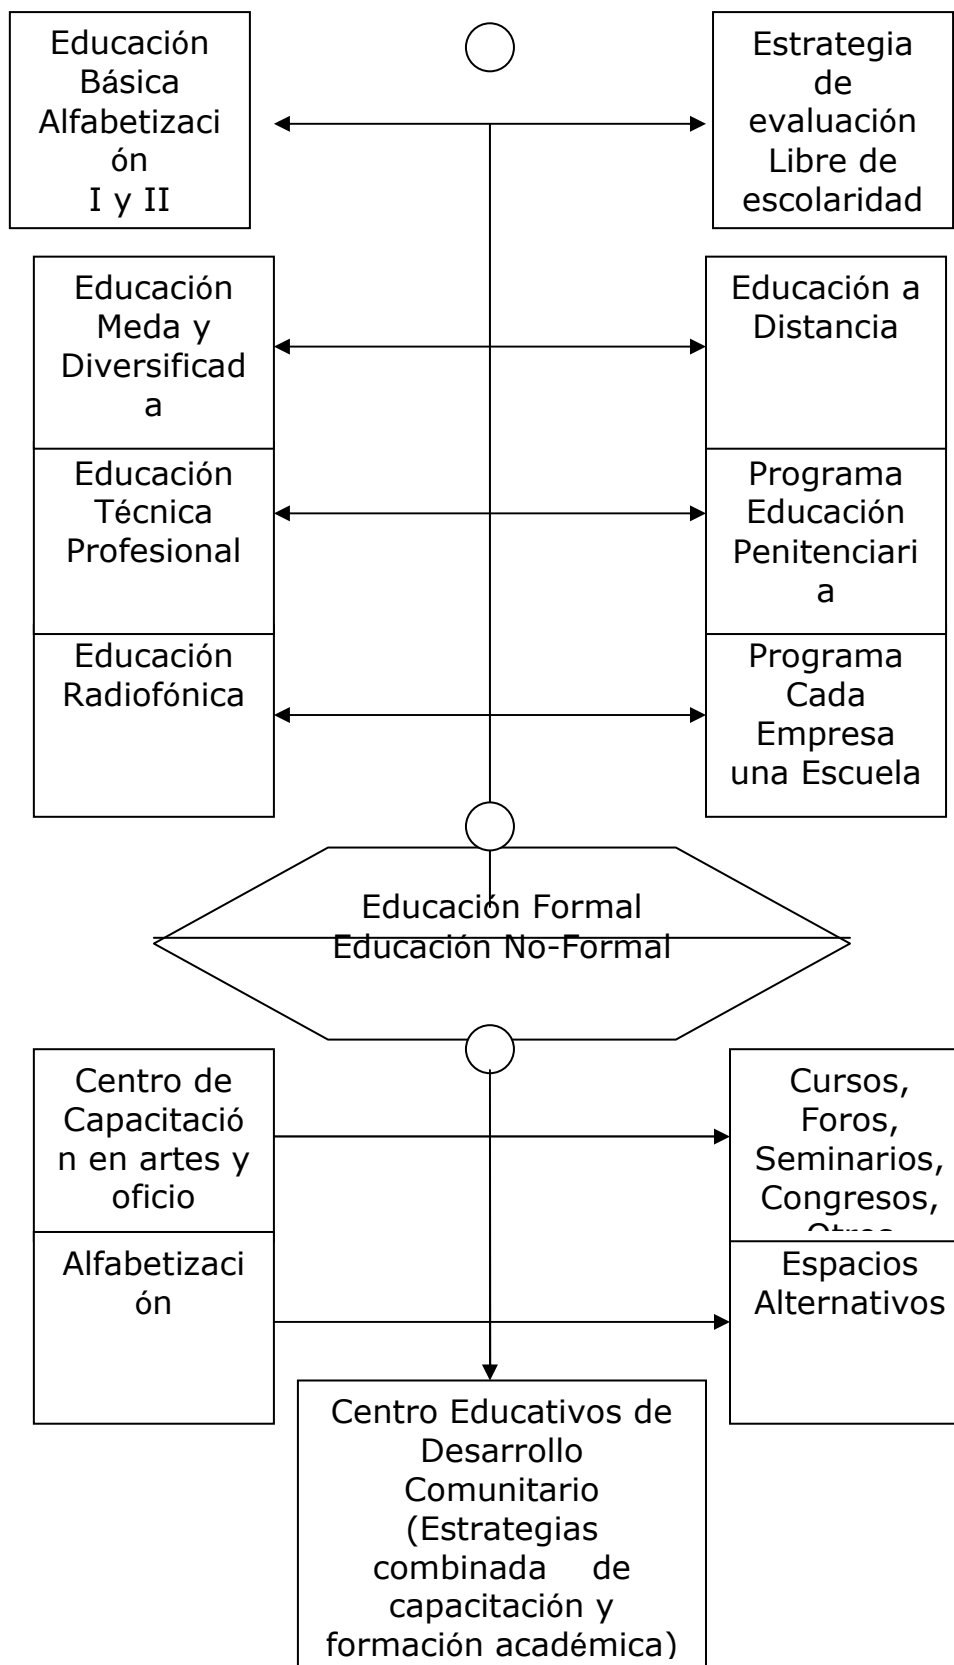 Educación
Básica
Alfabetizaci
ón
I y II
Estrategia
de
evaluación
Libre de
escolaridad
Educación
Meda y
Diversificad
a
Educación a
Distancia
Educación
Técnica
Profesional
Programa
Educación
Penitenciari
a
Educación
Radiofónica
Programa
Cada
Empresa
una Escuela
Educación Formal
Educación No-Formal
Centro de
Capacitació
n en artes y
oficio
Cursos,
Foros,
Seminarios,
Congresos,
Alfabetizaci
ón
Espacios
Alternativos
Centro Educativos de
Desarrollo
Comunitario
(Estrategias
combinada de
capacitación y
formación académica)